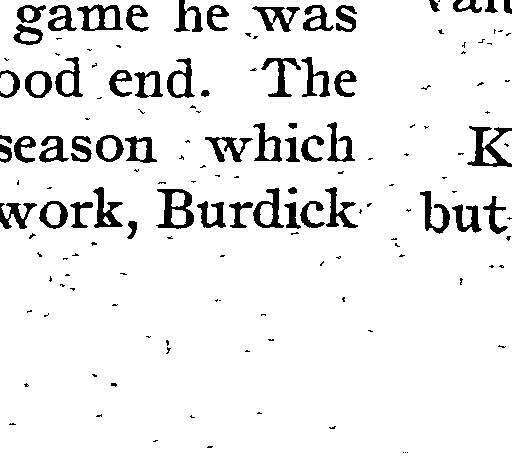 game he was
ood end. The
season which
work, Burdick
K
but